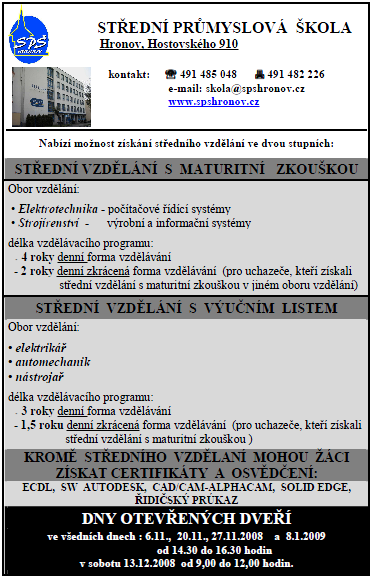 SPŠ
HRONOV
STŘEDNÍ PRŮMYSLOVÁ ŠKOLA
Hronov, Hostovského 910
kontakt: ☎ 491 485 048 491 482 226
e-mail: skola@spshronov.cz
www.spshronov.cz
Nabízí možnost získání středního vzdělání ve dvou stupních:
STŘEDNÍ VZDĚLÁNÍ S MATURITNÍ ZKOUŠKOU
Obor vzdělání:
• Elektrotechnika - počítačové řídící systémy
• Strojírenství - výrobní a informační systémy
délka vzdělávacího programu:
- 4 roky denní forma vzdělávání
- 2 roky denní zkrácená forma vzdělávání (pro uchazeče, kteří získali
střední vzdělání s maturitní zkouškou v jiném oboru vzdělání)
STŘEDNÍ VZDĚLÁNÍ S VÝUČNÍM LISTEM
Obor vzdělání:
• elektrikář
• automechanik
• nástrojař
délka vzdělávacího programu:
- 3 roky denní forma vzdělávání
- 1,5 roku denní zkrácená forma vzdělávání (pro uchazeče, kteří získali
střední vzdělání s maturitní zkouškou )
KROMĚ STŘEDNÍHO VZDĚLANÍ MOHOU ŽÁCI
ZÍSKAT CERTIFIKÁTY A OSVĚDČENÍ:
ECDL, SW AUTODESK, CAD/CAM-ALPHACAM, SOLID EDGE,
ŘIDIČSKÝ PRŮKAZ
DNY OTEVŘENÝCH DVEŘÍ
ve všedních dnech : 6.11., 20.11., 27.11.2008 a 8.1.2009
od 14.30 do 16.30 hodin
v sobotu 13.12.2008 od 9,00 do 12,00 hodin.